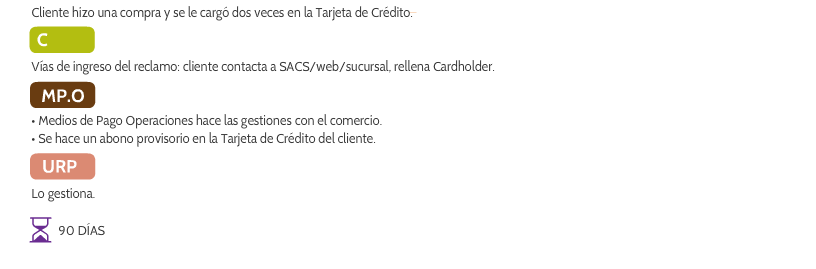 Cliente hizo una compra y se le cargó dos veces en la Tarjeta de Crédito.
C
Vías de ingreso del reclamo: cliente contacta a SACS/web/sucursal, rellena Cardholder.
MP.O
• Medios de Pago Operaciones hace las gestiones con el comercio.
• Se hace un abono provisorio en la Tarjeta de Crédito del cliente.
URP
Lo gestiona.
90 DÍAS